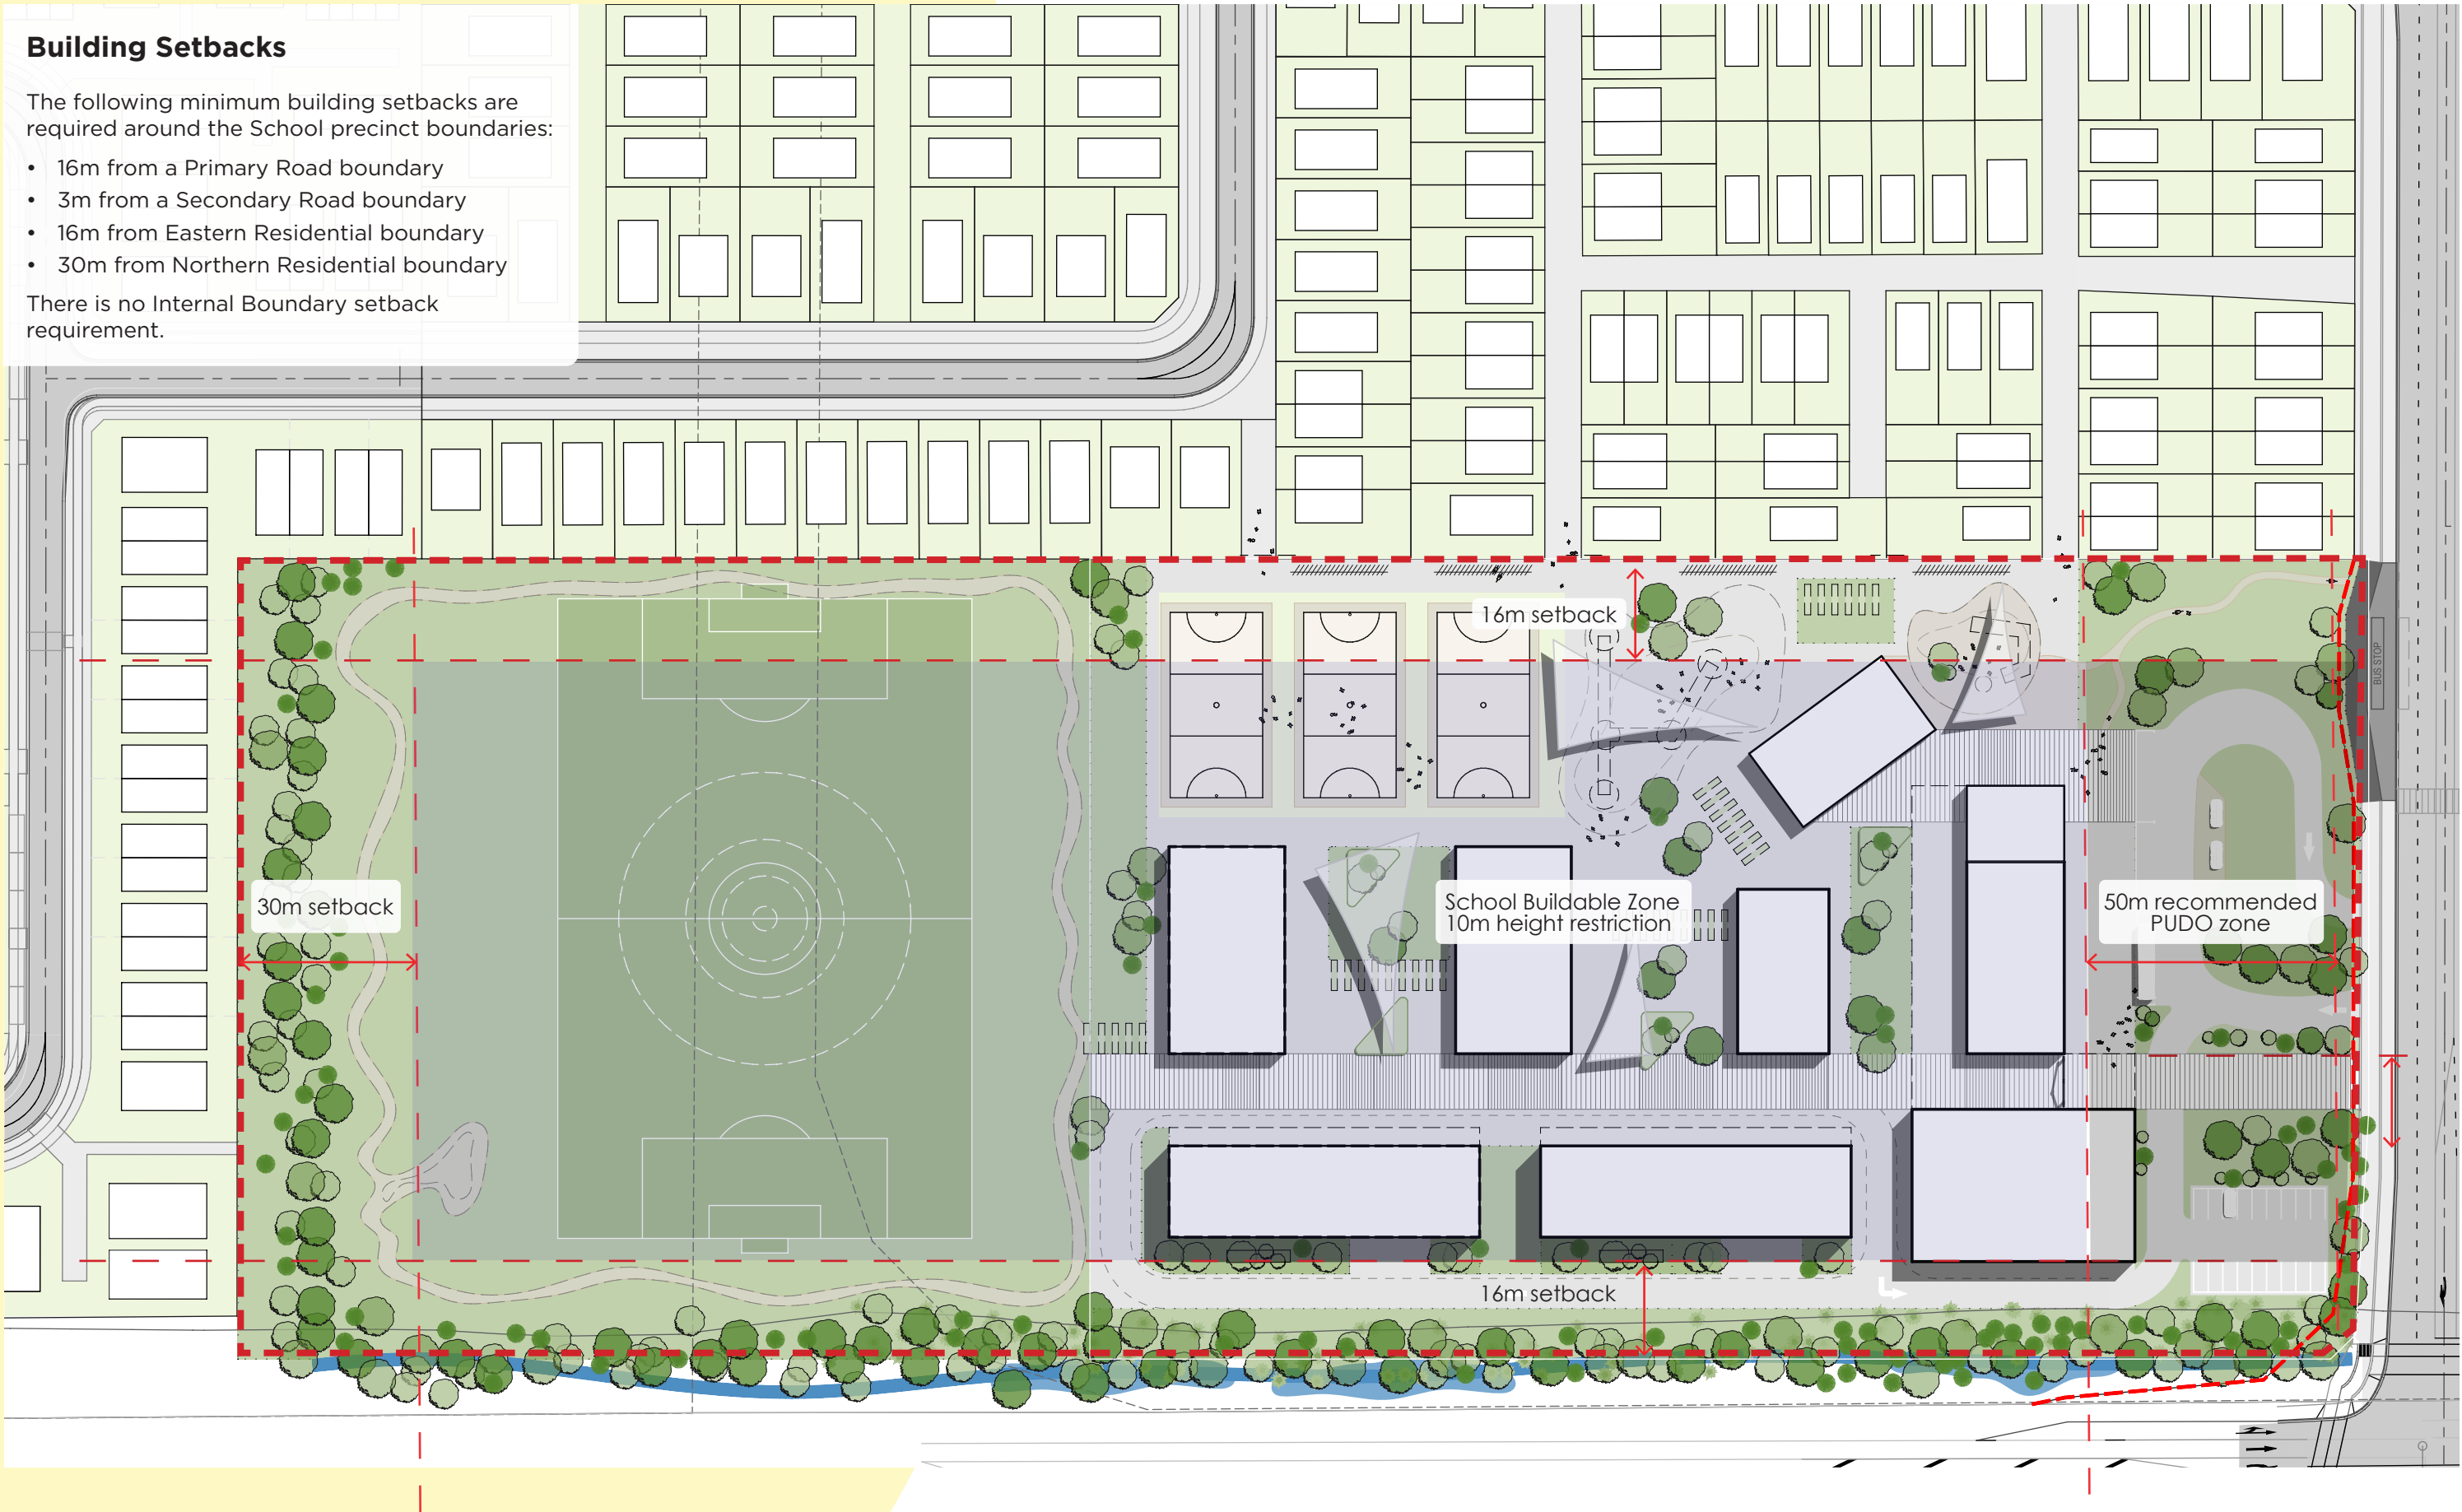 Building Setbacks
The following minimum building setbacks are
required around the School precinct boundaries:
• 16m from a Primary Road boundary
• 3m from a Secondary Road boundary
• 16m from Eastern Residential boundary
• 30m from Northern Residential boundary
There is no Internal Boundary setback
requirement.
16m setback
BUS STOP
30m setback
School Buildable Zone
10m height restriction
50m recommended
PUDO zone
16m setback